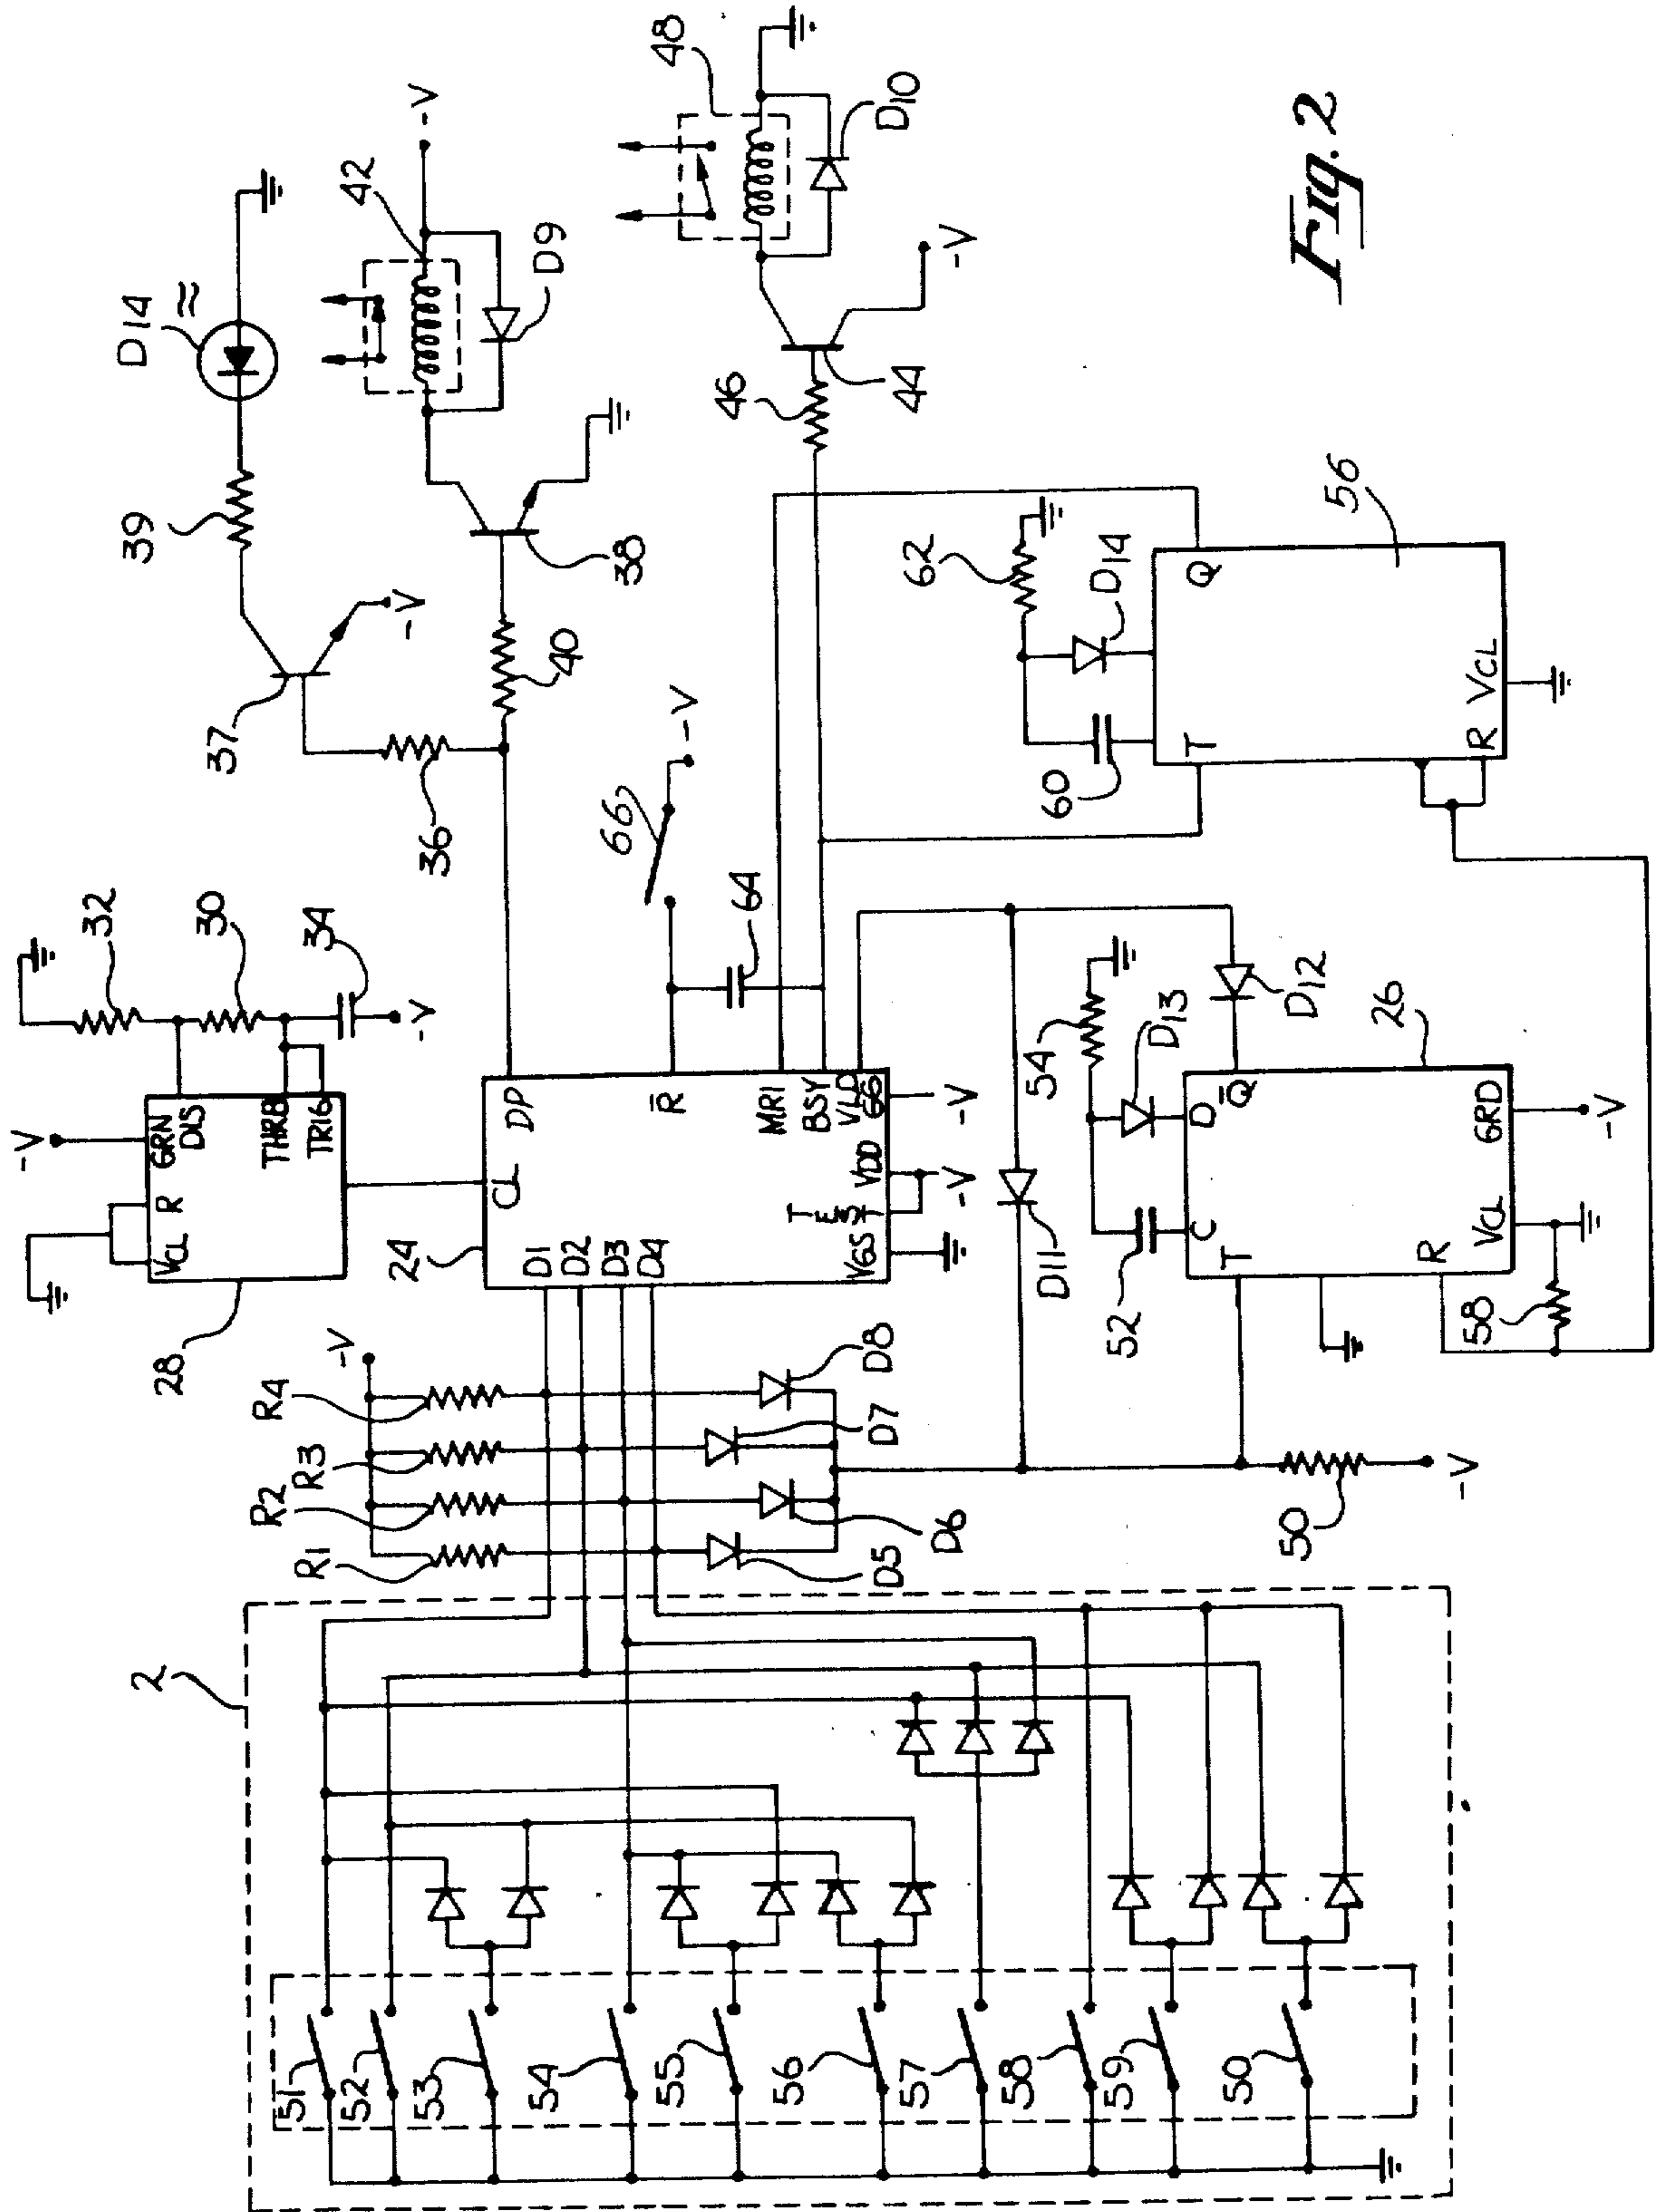 Fig. 2
2
51
52
53
54
55
56
57
58
59
50
R1
R2
R3
R4
-V
D5
D6
D7
D8
50
-V
28
VCL
R
GRN
DIS
THRB
TRIG
-V
32
30
34
-V
24
CL
D1
D2
D3
D4
DP
R̅
MRI
BSY
VLD
GG
VDD
TEST
VGS
-V
-V
66
-V
64
36
37
-V
39
D14
40
38
42
-V
D9
46
44
-V
48
D10
D11
D12
52
54
D13
26
T
C
D
Q̅
R
VCL
GRD
-V
58
60
62
D14
56
T
Q
R
VCL